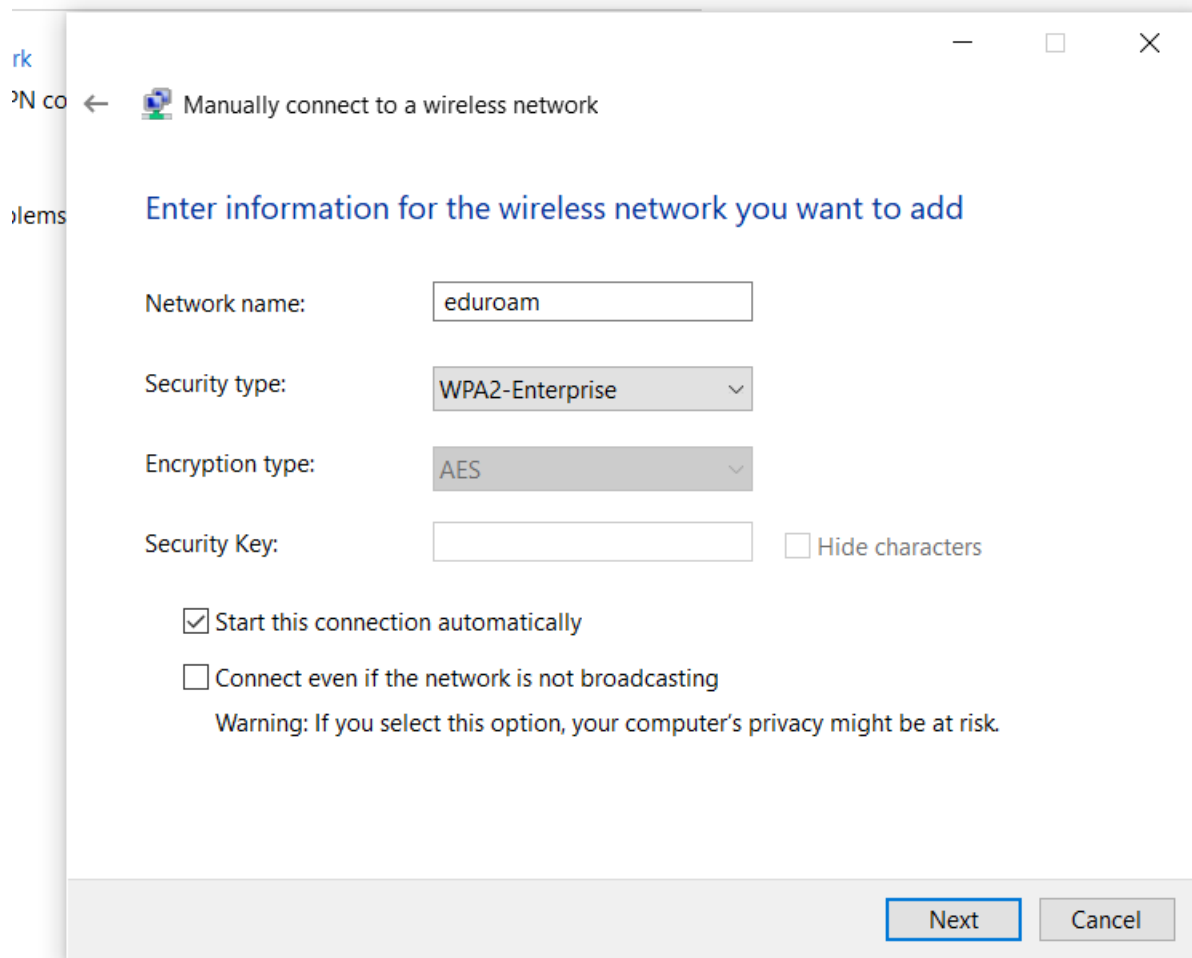 rk
PN co
Manually connect to a wireless network
olems
Enter information for the wireless network you want to add
Network name: eduroam
Security type: WPA2-Enterprise
Encryption type: AES
Security Key: Hide characters
Start this connection automatically
Connect even if the network is not broadcasting
Warning: If you select this option, your computer's privacy might be at risk.
Next Cancel